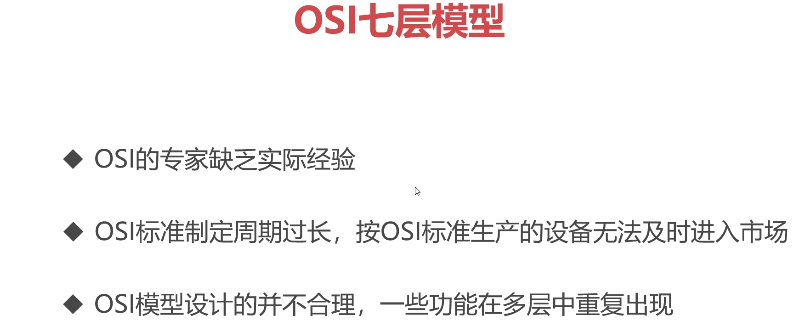 OSI七层模型
◆ OSI的专家缺乏实际经验
◆ OSI标准制定周期过长，按OSI标准生产的设备无法及时进入市场
◆ OSI模型设计的并不合理，一些功能在多层中重复出现